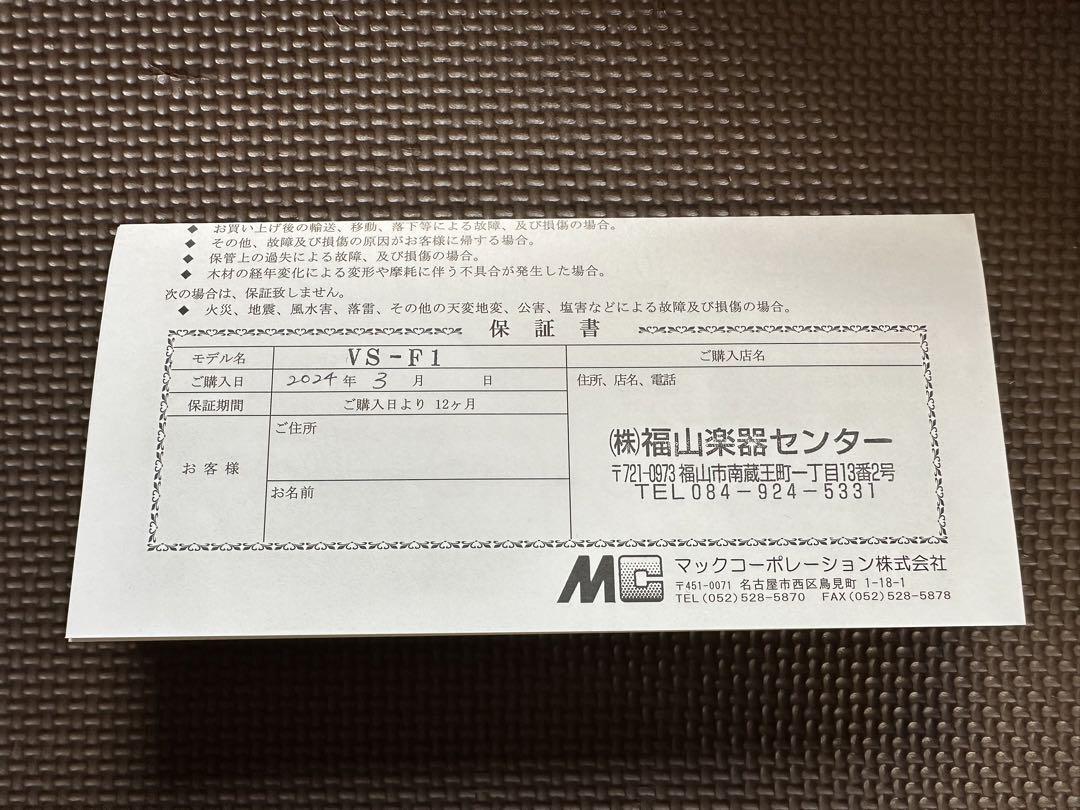 ◆ お買い上げ後の輸送、移動、落下等による故障、及び損傷の場合。
◆ その他、故障及び損傷の原因がお客様に帰する場合。
◆ 保管上の過失による故障、及び損傷の場合。
◆ 木材の経年変化による変形や摩耗に伴う不具合が発生した場合。
次の場合は、保証致しません。
◆ 火災、地震、風水害、落雷、その他の天変地変、公害、塩害などによる故障及び損傷の場合。
保証書
モデル名 VS-F1
ご購入日 2024年 3月 日
保証期間 ご購入日より 12ヶ月
お客様
ご住所
お名前
ご購入店名
住所、店名、電話
(株)福山楽器センター
〒721-0973 福山市南蔵王町一丁目13番2号
TEL 084-924-5331
MC マックコーポレーション株式会社
〒451-0071 名古屋市西区鳥見町 1-18-1
TEL(052)528-5870 FAX(052)528-5878